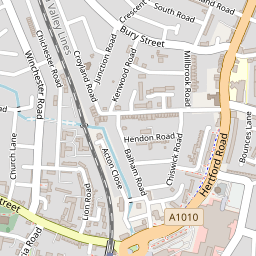 Crescent
South Road
Valley Lines
Bury Street
Junction Road
Chichester Road
Kenwood Road
Croyland Road
Millbrook Road
Winchester Road
Hertford Road
Hendon Road
Bounces Lane
Church Lane
Acton Close
Balham Road
Chiswick Road
Lion Road
Street
A1010
Road